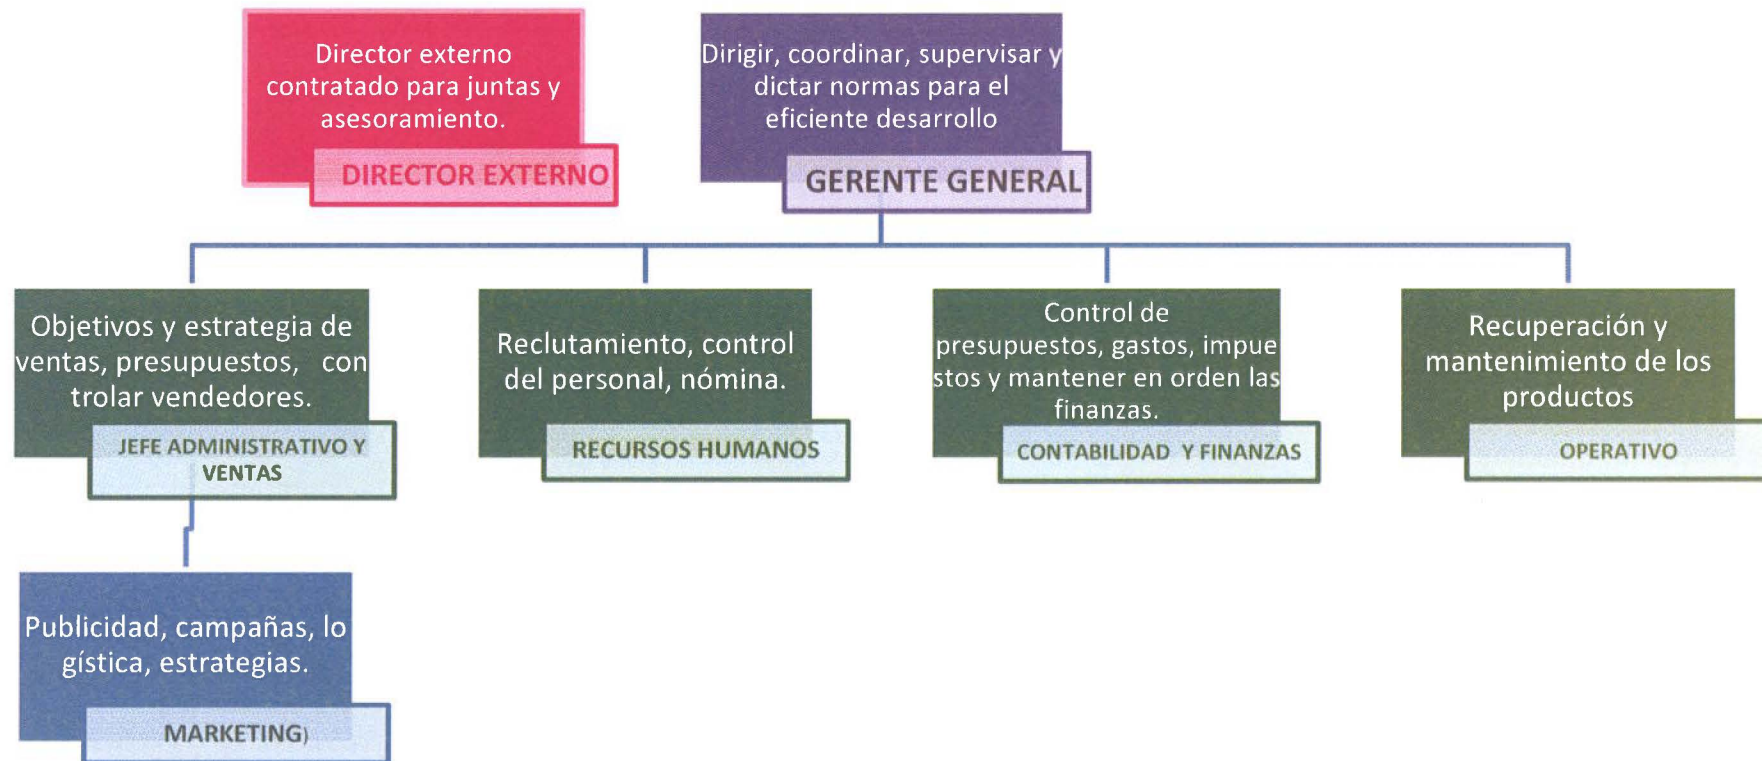 Director externo
contratado para juntas y
asesoramiento.
DIRECTOR EXTERNO
Dirigir, coordinar, supervisar y
dictar normas para el
eficiente desarrollo
GERENTE GENERAL
Objetivos y estrategia de
ventas, presupuestos, con
trolar vendedores.
JEFE ADMINISTRATIVO Y
VENTAS
Reclutamiento, control
del personal, nómina.
RECURSOS HUMANOS
Control de
presupuestos, gastos, impue
stos y mantener en orden las
finanzas.
CONTABILIDAD Y FINANZAS
Recuperación y
mantenimiento de los
productos
OPERATIVO
Publicidad, campañas, lo
gística, estrategias.
MARKETING)